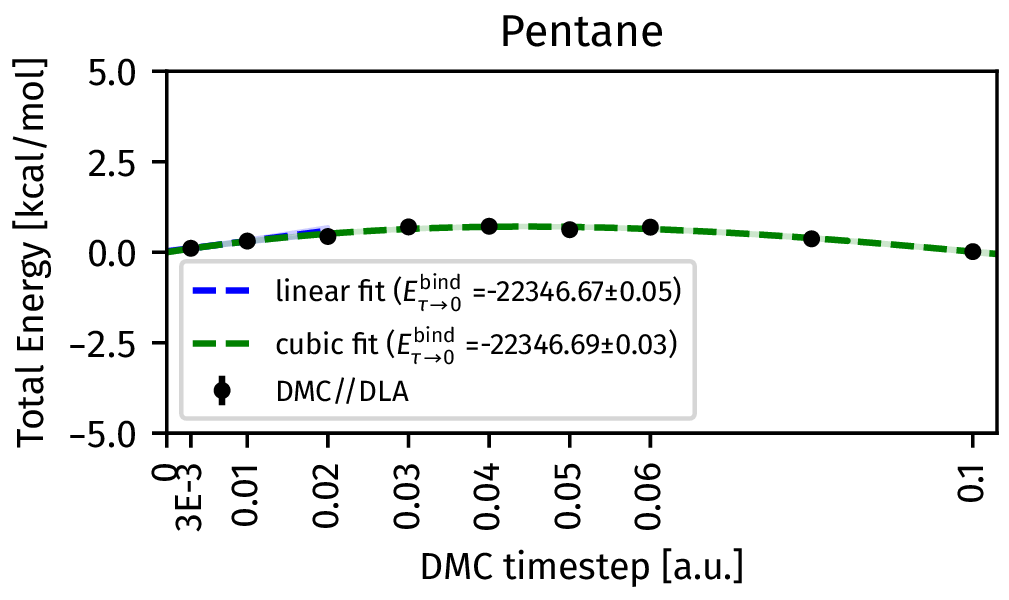 Pentane
Total Energy [kcal/mol]
5.0
2.5
0.0
−2.5
−5.0
linear fit (E^bind_τ→0 =-22346.67±0.05)
cubic fit (E^bind_τ→0 =-22346.69±0.03)
DMC//DLA
0
3E-3
0.01
0.02
0.03
0.04
0.05
0.06
0.1
DMC timestep [a.u.]